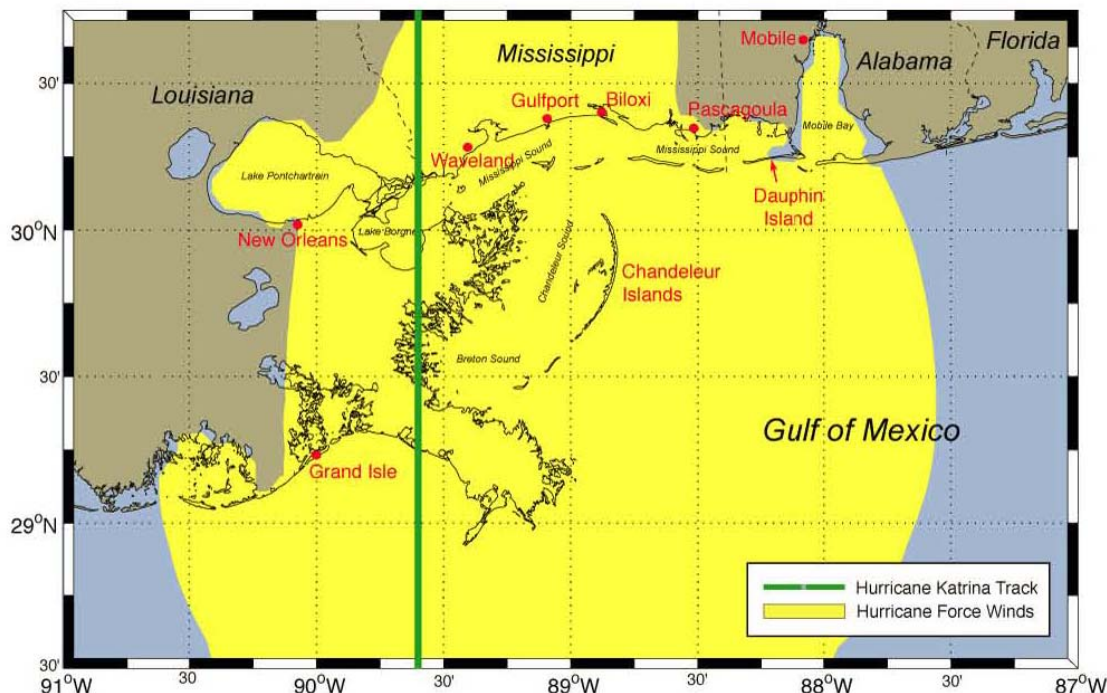 Mississippi
Mobile
Florida
Alabama
Louisiana
Gulfport
Biloxi
Pascagoula
Mobile Bay
Waveland
Mississippi Sound
Mississippi Sound
Lake Pontchartrain
Dauphin
Island
New Orleans
Lake Borgne
Chandeleur Sound
Chandeleur
Islands
Breton Sound
Gulf of Mexico
Grand Isle
Hurricane Katrina Track
Hurricane Force Winds
30'
30°N
30'
29°N
30'
91°W
30'
90°W
30'
89°W
30'
88°W
30'
87°W